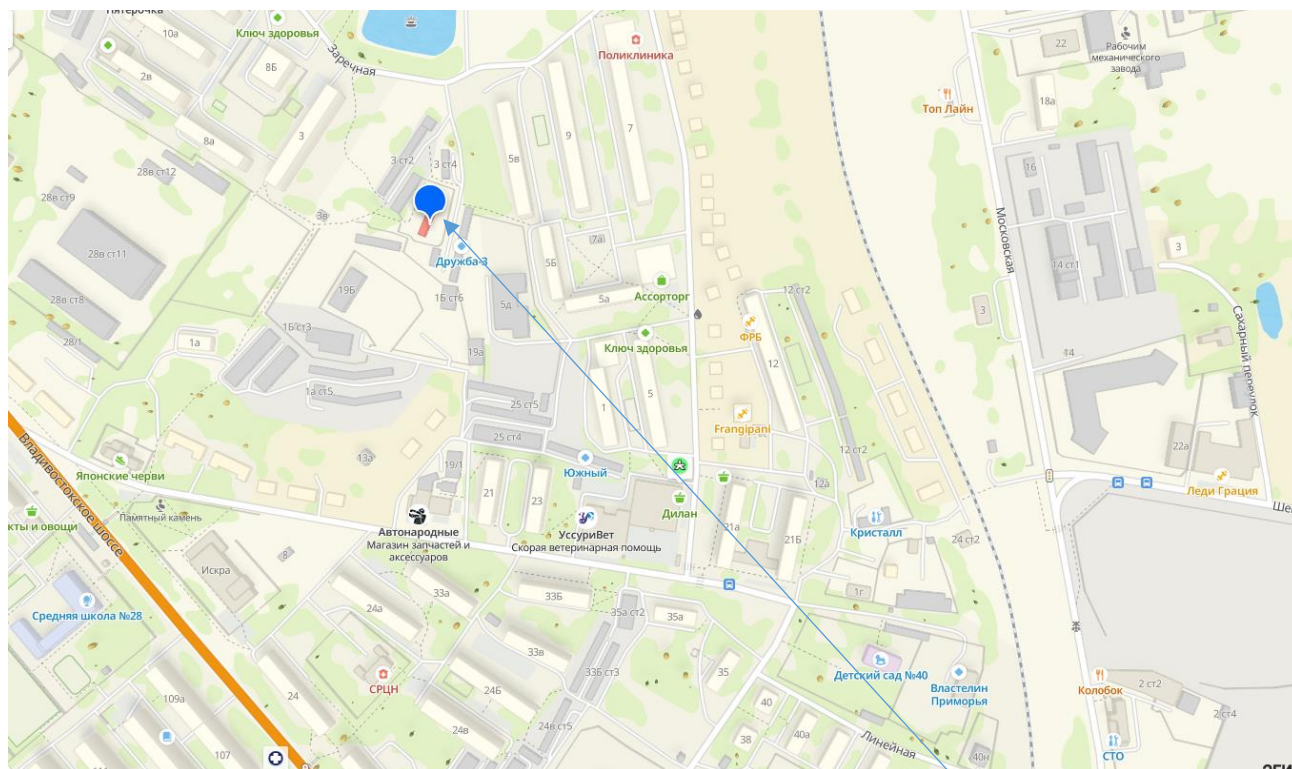 Пятерочка
10а
Ключ здоровья
Заречная
Поликлиника
22
Рабочим
механического
завода
2в
8Б
3
8а
Топ Лайн
18а
9
7
5в
28в ст12
3 ст2
3 ст4
16
28в ст9
3в
Московская
28в ст11
Дружба-3
7а
5Б
3
14 ст1
19Б
1Б ст6
5д
5а
Ассорторг
12 ст2
28в ст8
3
Сахарный переулок
1Б ст3
28/1
1а
19а
Ключ здоровья
ФРБ
14
12
1а ст5
25 ст5
1
5
Frangipani
25 ст4
12 ст2
22а
Владивостокское шоссе
13а
19/1
Южный
Японские черви
21
23
12а
Леди Грация
Дилан
кты и овощи
Памятный камень
Автонародные
Магазин запчастей и
аксессуаров
УссуриВет
Скорая ветеринарная помощь
21а
21Б
Кристалл
24 ст2
8
Искра
33а
33Б
1г
24а
35а ст2
35а
Средняя школа №28
33в
33Б ст3
35
Детский сад №40
СРЦН
24
24Б
Властелин
Приморья
Колобок
2 ст2
109а
40
2 ст4
24в
24в ст5
38
40а
Линейная
107
40н
СТО